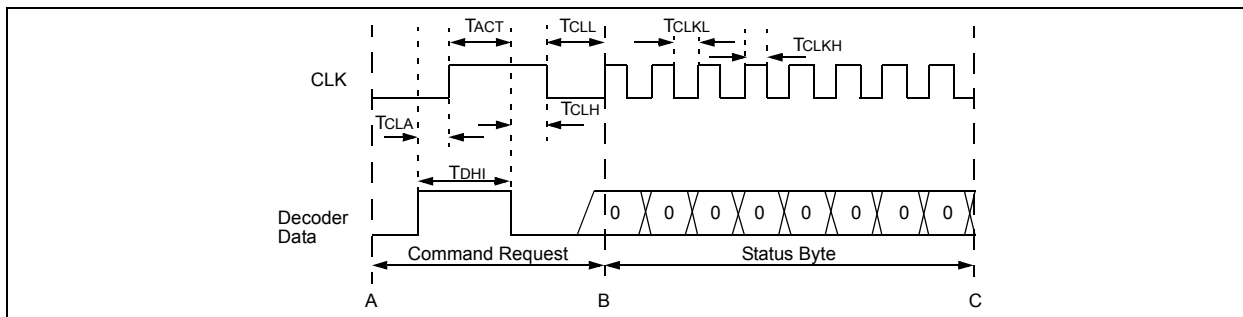 TACT
TCLL
TCLKL
TCLKH
CLK
TCLA
TCLH
TDHI
Decoder
Data
0 0 0 0 0 0 0 0
Command Request
Status Byte
A
B
C